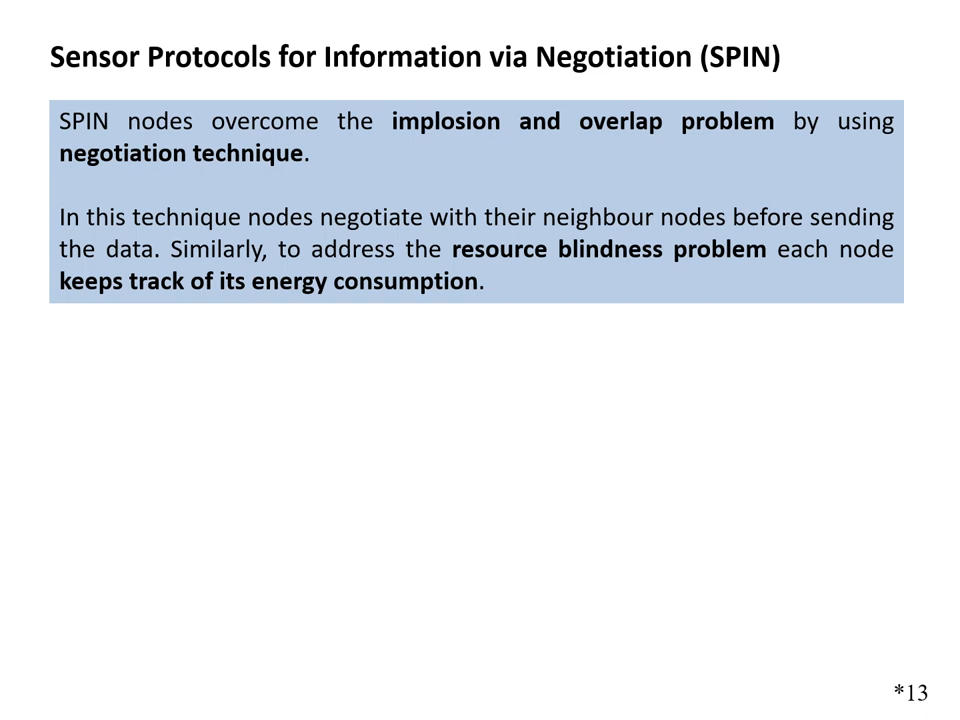 Sensor Protocols for Information via Negotiation (SPIN)
SPIN nodes overcome the implosion and overlap problem by using
negotiation technique.
In this technique nodes negotiate with their neighbour nodes before sending
the data. Similarly, to address the resource blindness problem each node
keeps track of its energy consumption.
*13